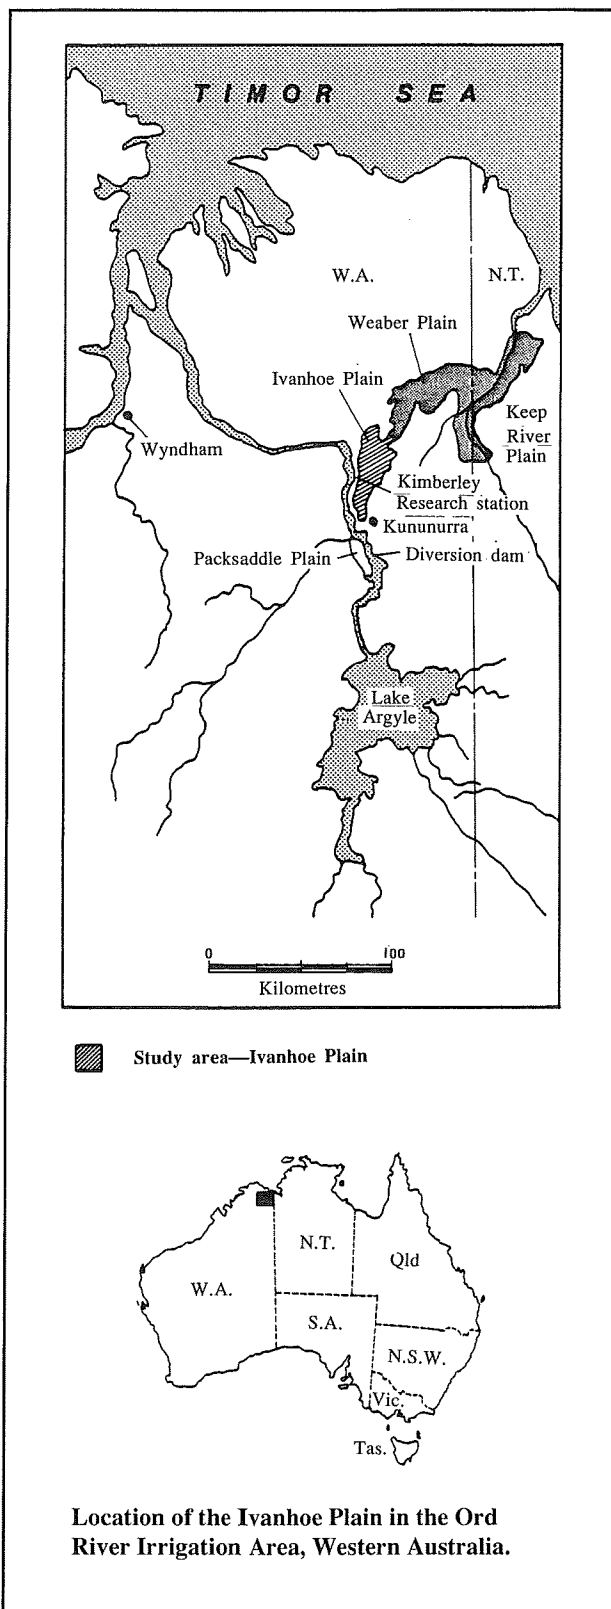 TIMOR SEA
W.A.
N.T.
Weaber Plain
Ivanhoe Plain
Keep
River
Plain
Wyndham
Kimberley
Research station
Kununurra
Packsaddle Plain
Diversion dam
Lake
Argyle
0 100
Kilometres
Study area—Ivanhoe Plain
N.T.
Qld
W.A.
S.A.
N.S.W.
Vic.
Tas.
Location of the Ivanhoe Plain in the Ord
River Irrigation Area, Western Australia.